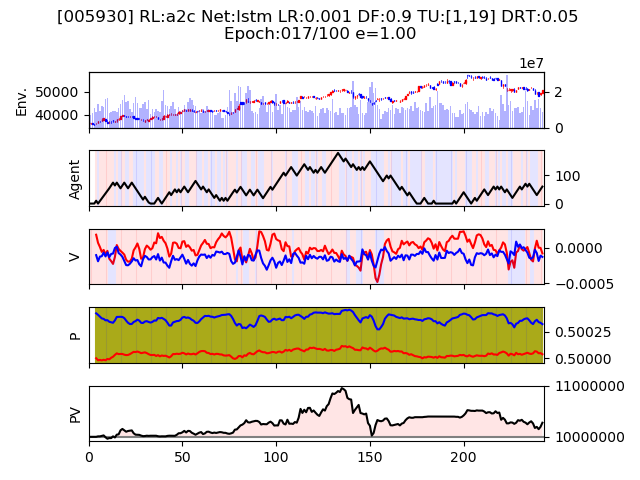 [005930] RL:a2c Net:lstm LR:0.001 DF:0.9 TU:[1,19] DRT:0.05
Epoch:017/100 e=1.00
1e7
Env.
50000
40000
2
0
Agent
100
0
V
0.0000
−0.0005
P
0.50025
0.50000
PV
11000000
10000000
0 50 100 150 200